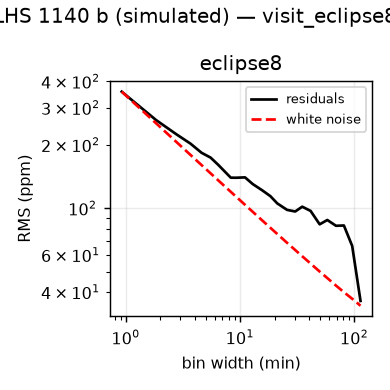 LHS 1140 b (simulated) — visit_eclipse8
eclipse8
4 × 10²
3 × 10²
2 × 10²
10²
6 × 10¹
4 × 10¹
RMS (ppm)
residuals
white noise
10⁰ 10¹ 10²
bin width (min)